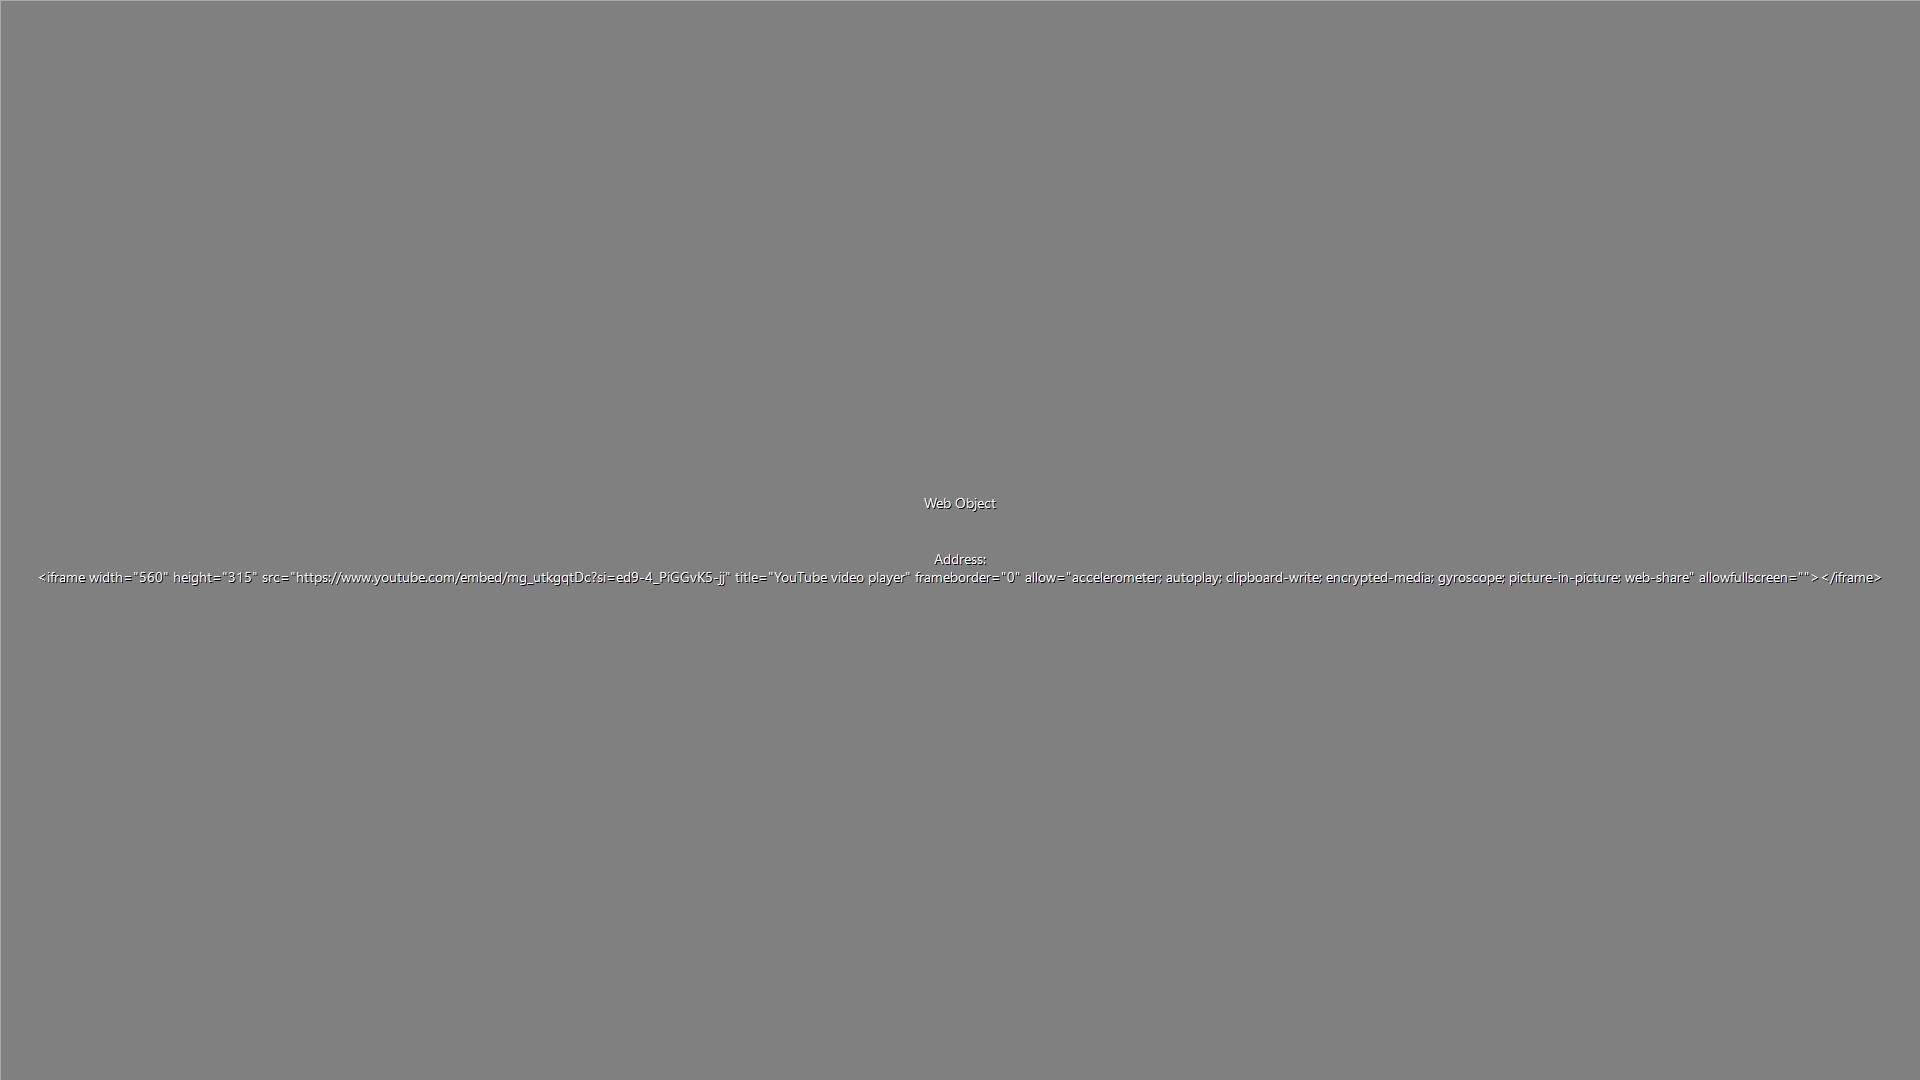 Web Object
Address:
<iframe width="560" height="315" src="https://www.youtube.com/embed/mg_utkgqtDc?si=ed9-4_PiGGvK5-jj" title="YouTube video player" frameborder="0" allow="accelerometer; autoplay; clipboard-write; encrypted-media; gyroscope; picture-in-picture; web-share" allowfullscreen=""></iframe>